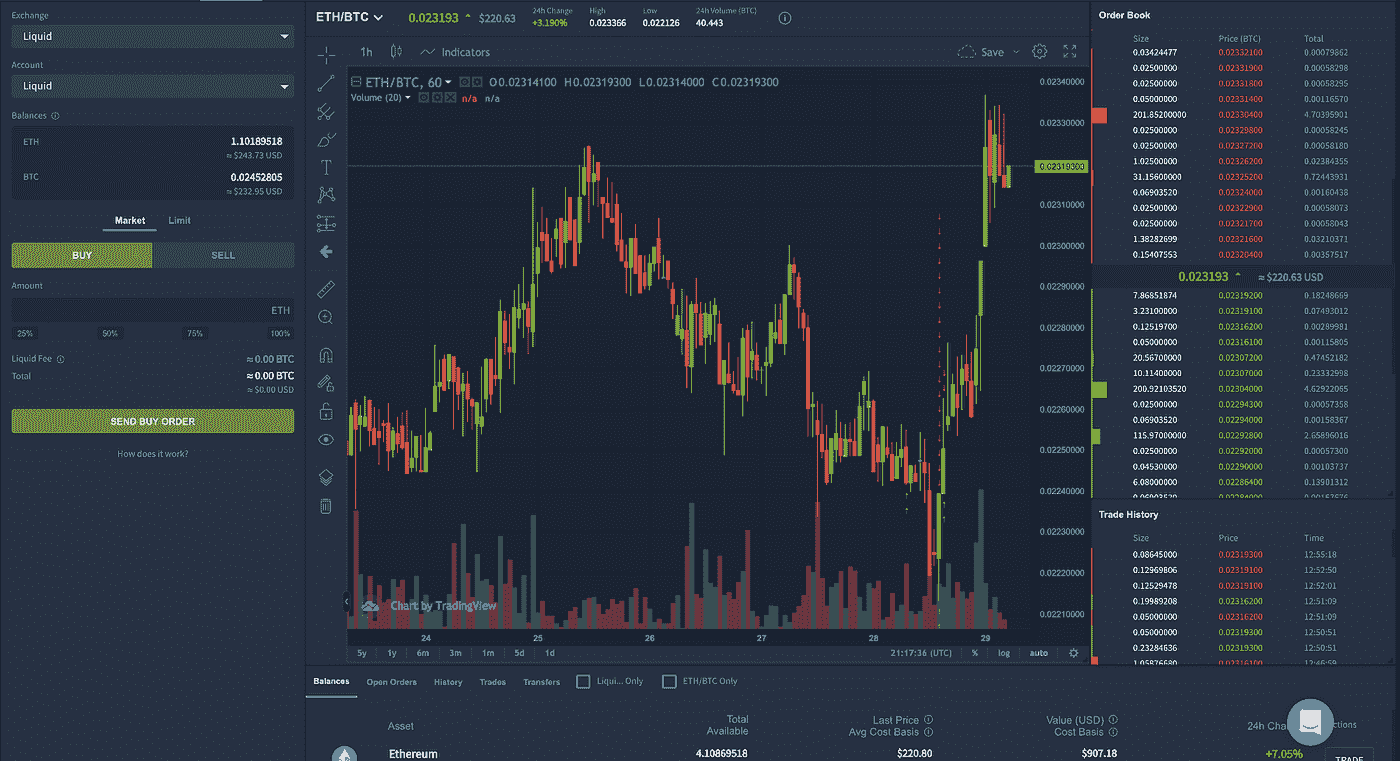 Exchange
Liquid
Account
Liquid
Balances
ETH 1.10189518
≈ $243.73 USD
BTC 0.02452805
≈ $232.95 USD
Market Limit
BUY SELL
Amount
ETH
25% 50% 75% 100%
Liquid Fee ≈ 0.00 BTC
Total ≈ 0.00 BTC
≈ $0.00 USD
SEND BUY ORDER
How does it work?
ETH/BTC 0.023193 $220.63
24h Change +3.190%
High 0.023366
Low 0.022126
24h Volume (BTC) 40.443
1h Indicators Save
ETH/BTC, 60 O0.02314100 H0.02319300 L0.02314000 C0.02319300
Volume (20) n/a n/a
0.02340000
0.02330000
0.02319300
0.02310000
0.02300000
0.02290000
0.02280000
0.02270000
0.02260000
0.02250000
0.02240000
0.02230000
0.02220000
0.02210000
Chart by TradingView
24 25 26 27 28 29
5y 1y 6m 3m 1m 5d 1d 21:17:36 (UTC) % log auto
Order Book
Size Price (BTC) Total
0.03424477 0.02332100 0.00079862
0.02500000 0.02331900 0.00058298
0.02500000 0.02331800 0.00058295
0.05000000 0.02331400 0.00116570
201.85200000 0.02330400 4.70395901
0.02500000 0.02329800 0.00058245
0.02500000 0.02327200 0.00058180
1.02500000 0.02326200 0.02384355
31.15600000 0.02325200 0.72443931
0.06903520 0.02324000 0.00160438
0.02500000 0.02322900 0.00058073
0.02500000 0.02321700 0.00058043
1.38282699 0.02321600 0.03210371
0.15407553 0.02320400 0.00357517
0.023193 ≈ $220.63 USD
7.86851874 0.02319200 0.18248669
3.23100000 0.02319100 0.07493012
0.12519700 0.02316200 0.00289981
0.05000000 0.02316100 0.00115805
20.56700000 0.02307200 0.47452182
10.11400000 0.02307000 0.23332998
200.92103520 0.02304000 4.62922065
0.02500000 0.02294300 0.00057358
0.06903520 0.02294000 0.00158367
115.97000000 0.02292800 2.65896016
0.02500000 0.02292000 0.00057300
0.04530000 0.02290000 0.00103737
6.08000000 0.02286400 0.13901312
Trade History
Size Price Time
0.08645000 0.02319300 12:55:18
0.12969806 0.02319100 12:52:50
0.12529478 0.02319100 12:52:01
0.19989208 0.02316200 12:51:09
0.05000000 0.02316200 12:51:09
0.05000000 0.02319300 12:50:51
0.23284636 0.02319300 12:50:51
Balances Open Orders History Trades Transfers Liqui... Only ETH/BTC Only
Asset
Total
Available
Last Price
Avg Cost Basis
Value (USD)
Cost Basis
24h Cha
ctions
Ethereum 4.10869518 $220.80 $907.18 +7.05% TRADE